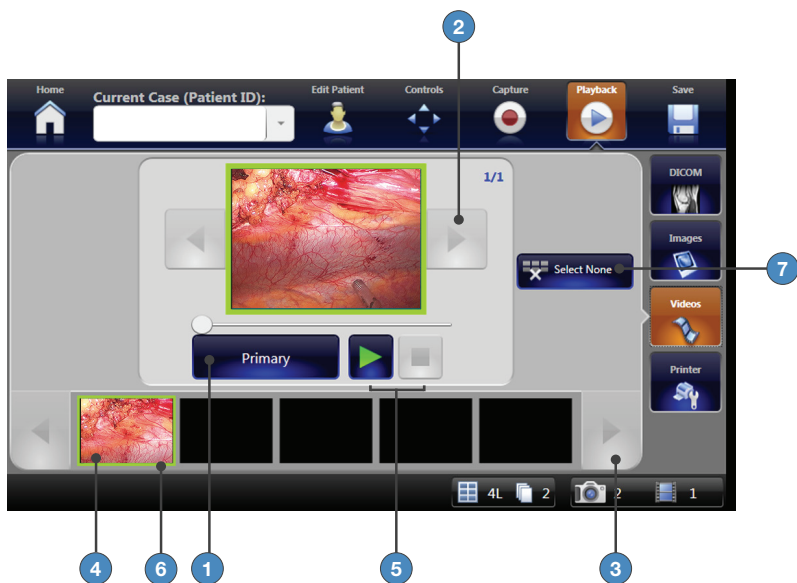 2
Home
Current Case (Patient ID):
Edit Patient
Controls
Capture
Playback
Save
1/1
DICOM
Images
Select None
7
Videos
Primary
Printer
4L
2
2
1
4
6
1
5
3